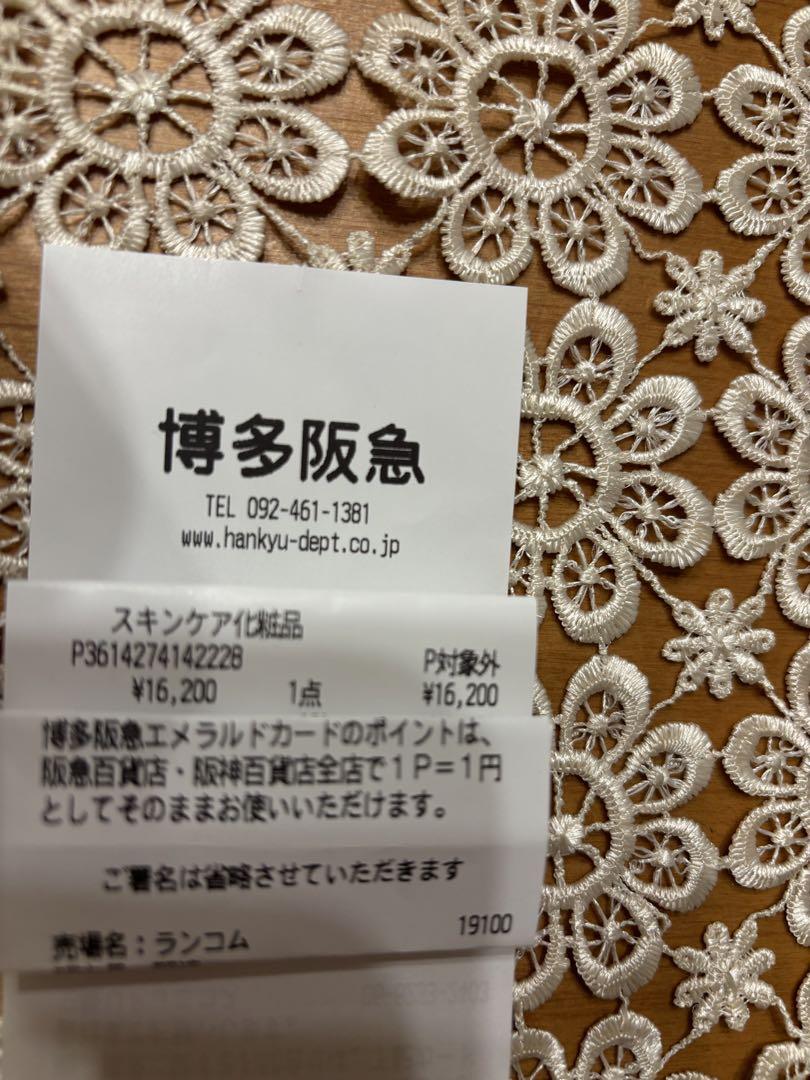 博多阪急
TEL 092-461-1381
www.hankyu-dept.co.jp
スキンケア化粧品
P3614274142228 P対象外
¥16,200 1点 ¥16,200
博多阪急エメラルドカードのポイントは、
阪急百貨店・阪神百貨店全店で1P=1円
としてそのままお使いいただけます。
ご署名は省略させていただきます
19100
売場名:ランコム